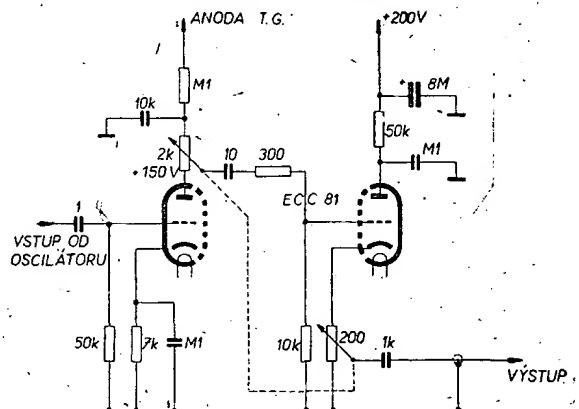 ANODA T.G.
+200V
M1
10k
+
8M
2k
50k
+150V
10
300
M1
ECC 81
1
VSTUP OD
OSCILÁTORU
50k
7k
M1
10k
200
1k
VÝSTUP